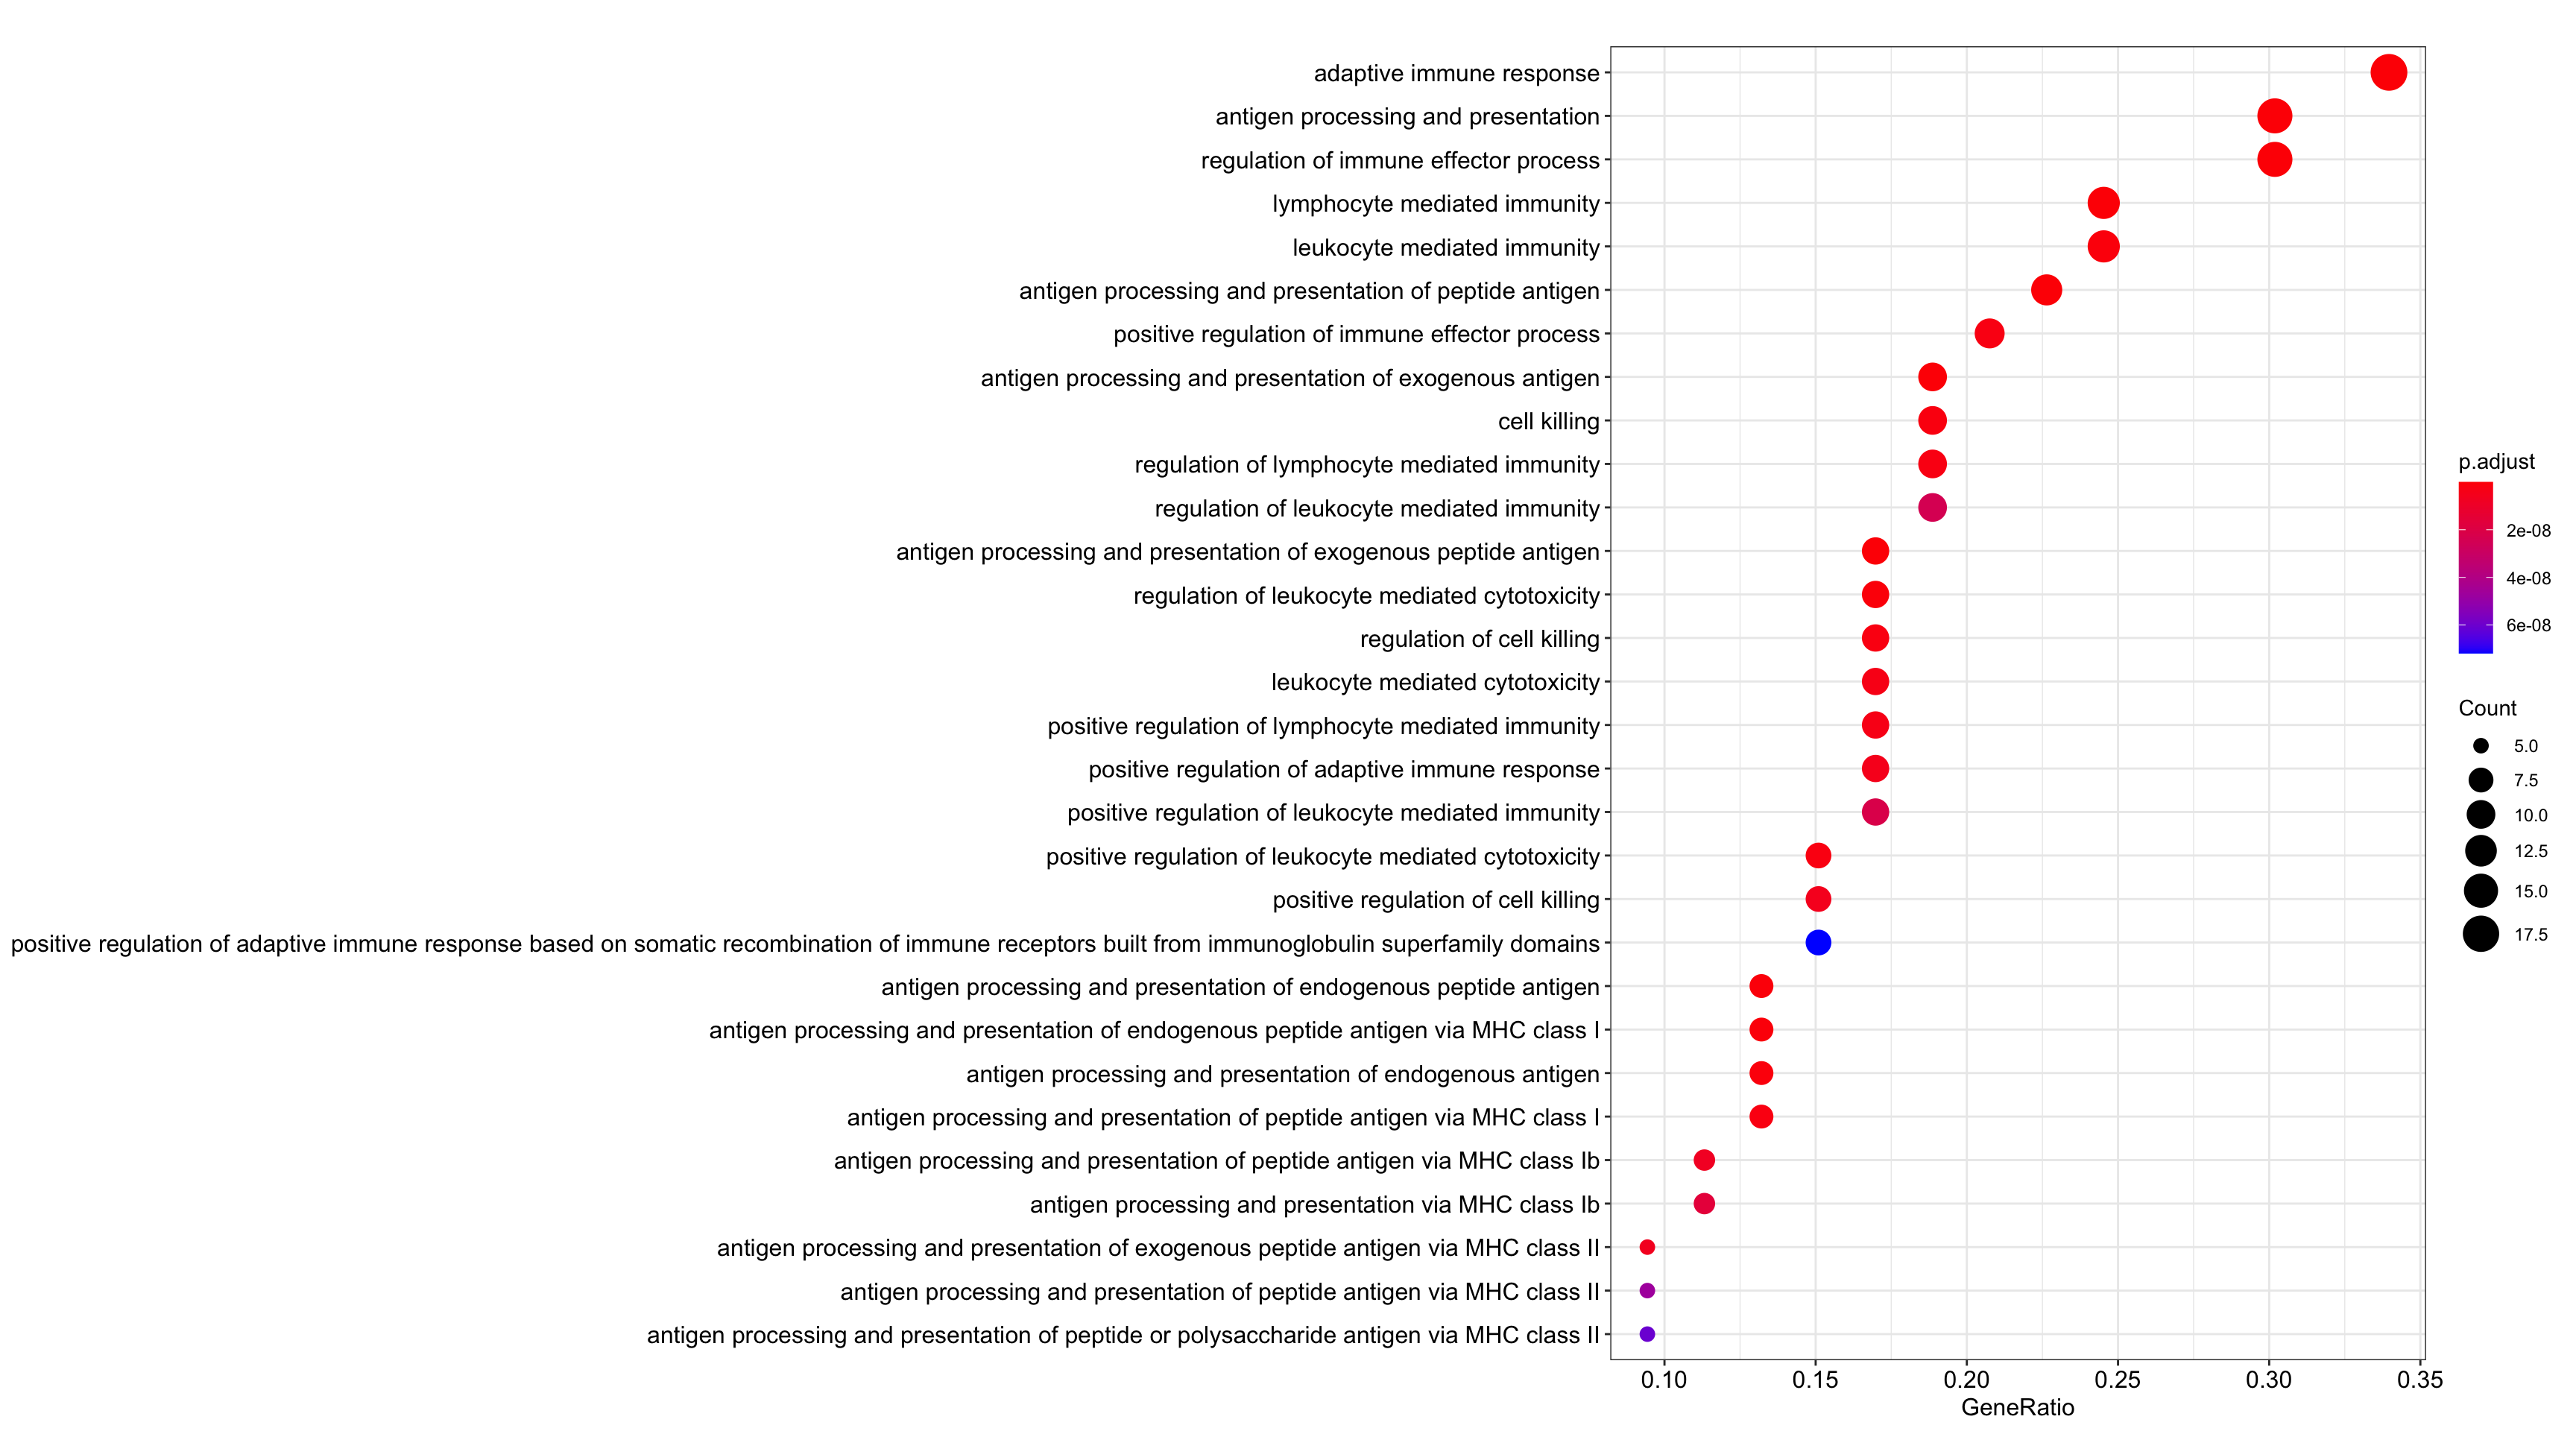 adaptive immune response
antigen processing and presentation
regulation of immune effector process
lymphocyte mediated immunity
leukocyte mediated immunity
antigen processing and presentation of peptide antigen
positive regulation of immune effector process
antigen processing and presentation of exogenous antigen
cell killing
regulation of lymphocyte mediated immunity
regulation of leukocyte mediated immunity
antigen processing and presentation of exogenous peptide antigen
regulation of leukocyte mediated cytotoxicity
regulation of cell killing
leukocyte mediated cytotoxicity
positive regulation of lymphocyte mediated immunity
positive regulation of adaptive immune response
positive regulation of leukocyte mediated immunity
positive regulation of leukocyte mediated cytotoxicity
positive regulation of cell killing
positive regulation of adaptive immune response based on somatic recombination of immune receptors built from immunoglobulin superfamily domains
antigen processing and presentation of endogenous peptide antigen
antigen processing and presentation of endogenous peptide antigen via MHC class I
antigen processing and presentation of endogenous antigen
antigen processing and presentation of peptide antigen via MHC class I
antigen processing and presentation of peptide antigen via MHC class Ib
antigen processing and presentation via MHC class Ib
antigen processing and presentation of exogenous peptide antigen via MHC class II
antigen processing and presentation of peptide antigen via MHC class II
antigen processing and presentation of peptide or polysaccharide antigen via MHC class II
0.10 0.15 0.20 0.25 0.30 0.35
GeneRatio
p.adjust
2e-08
4e-08
6e-08
Count
5.0
7.5
10.0
12.5
15.0
17.5